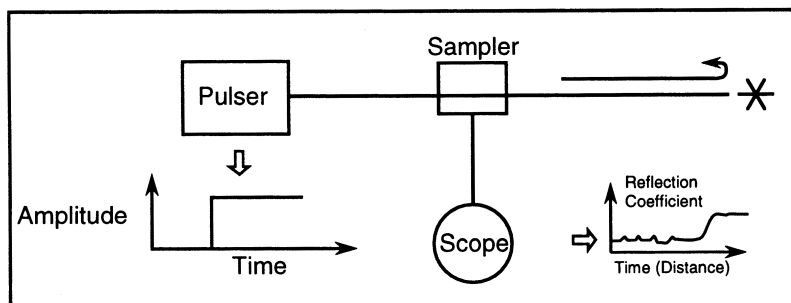 Sampler
Pulser
Amplitude
Time
Scope
Reflection
Coefficient
Time (Distance)